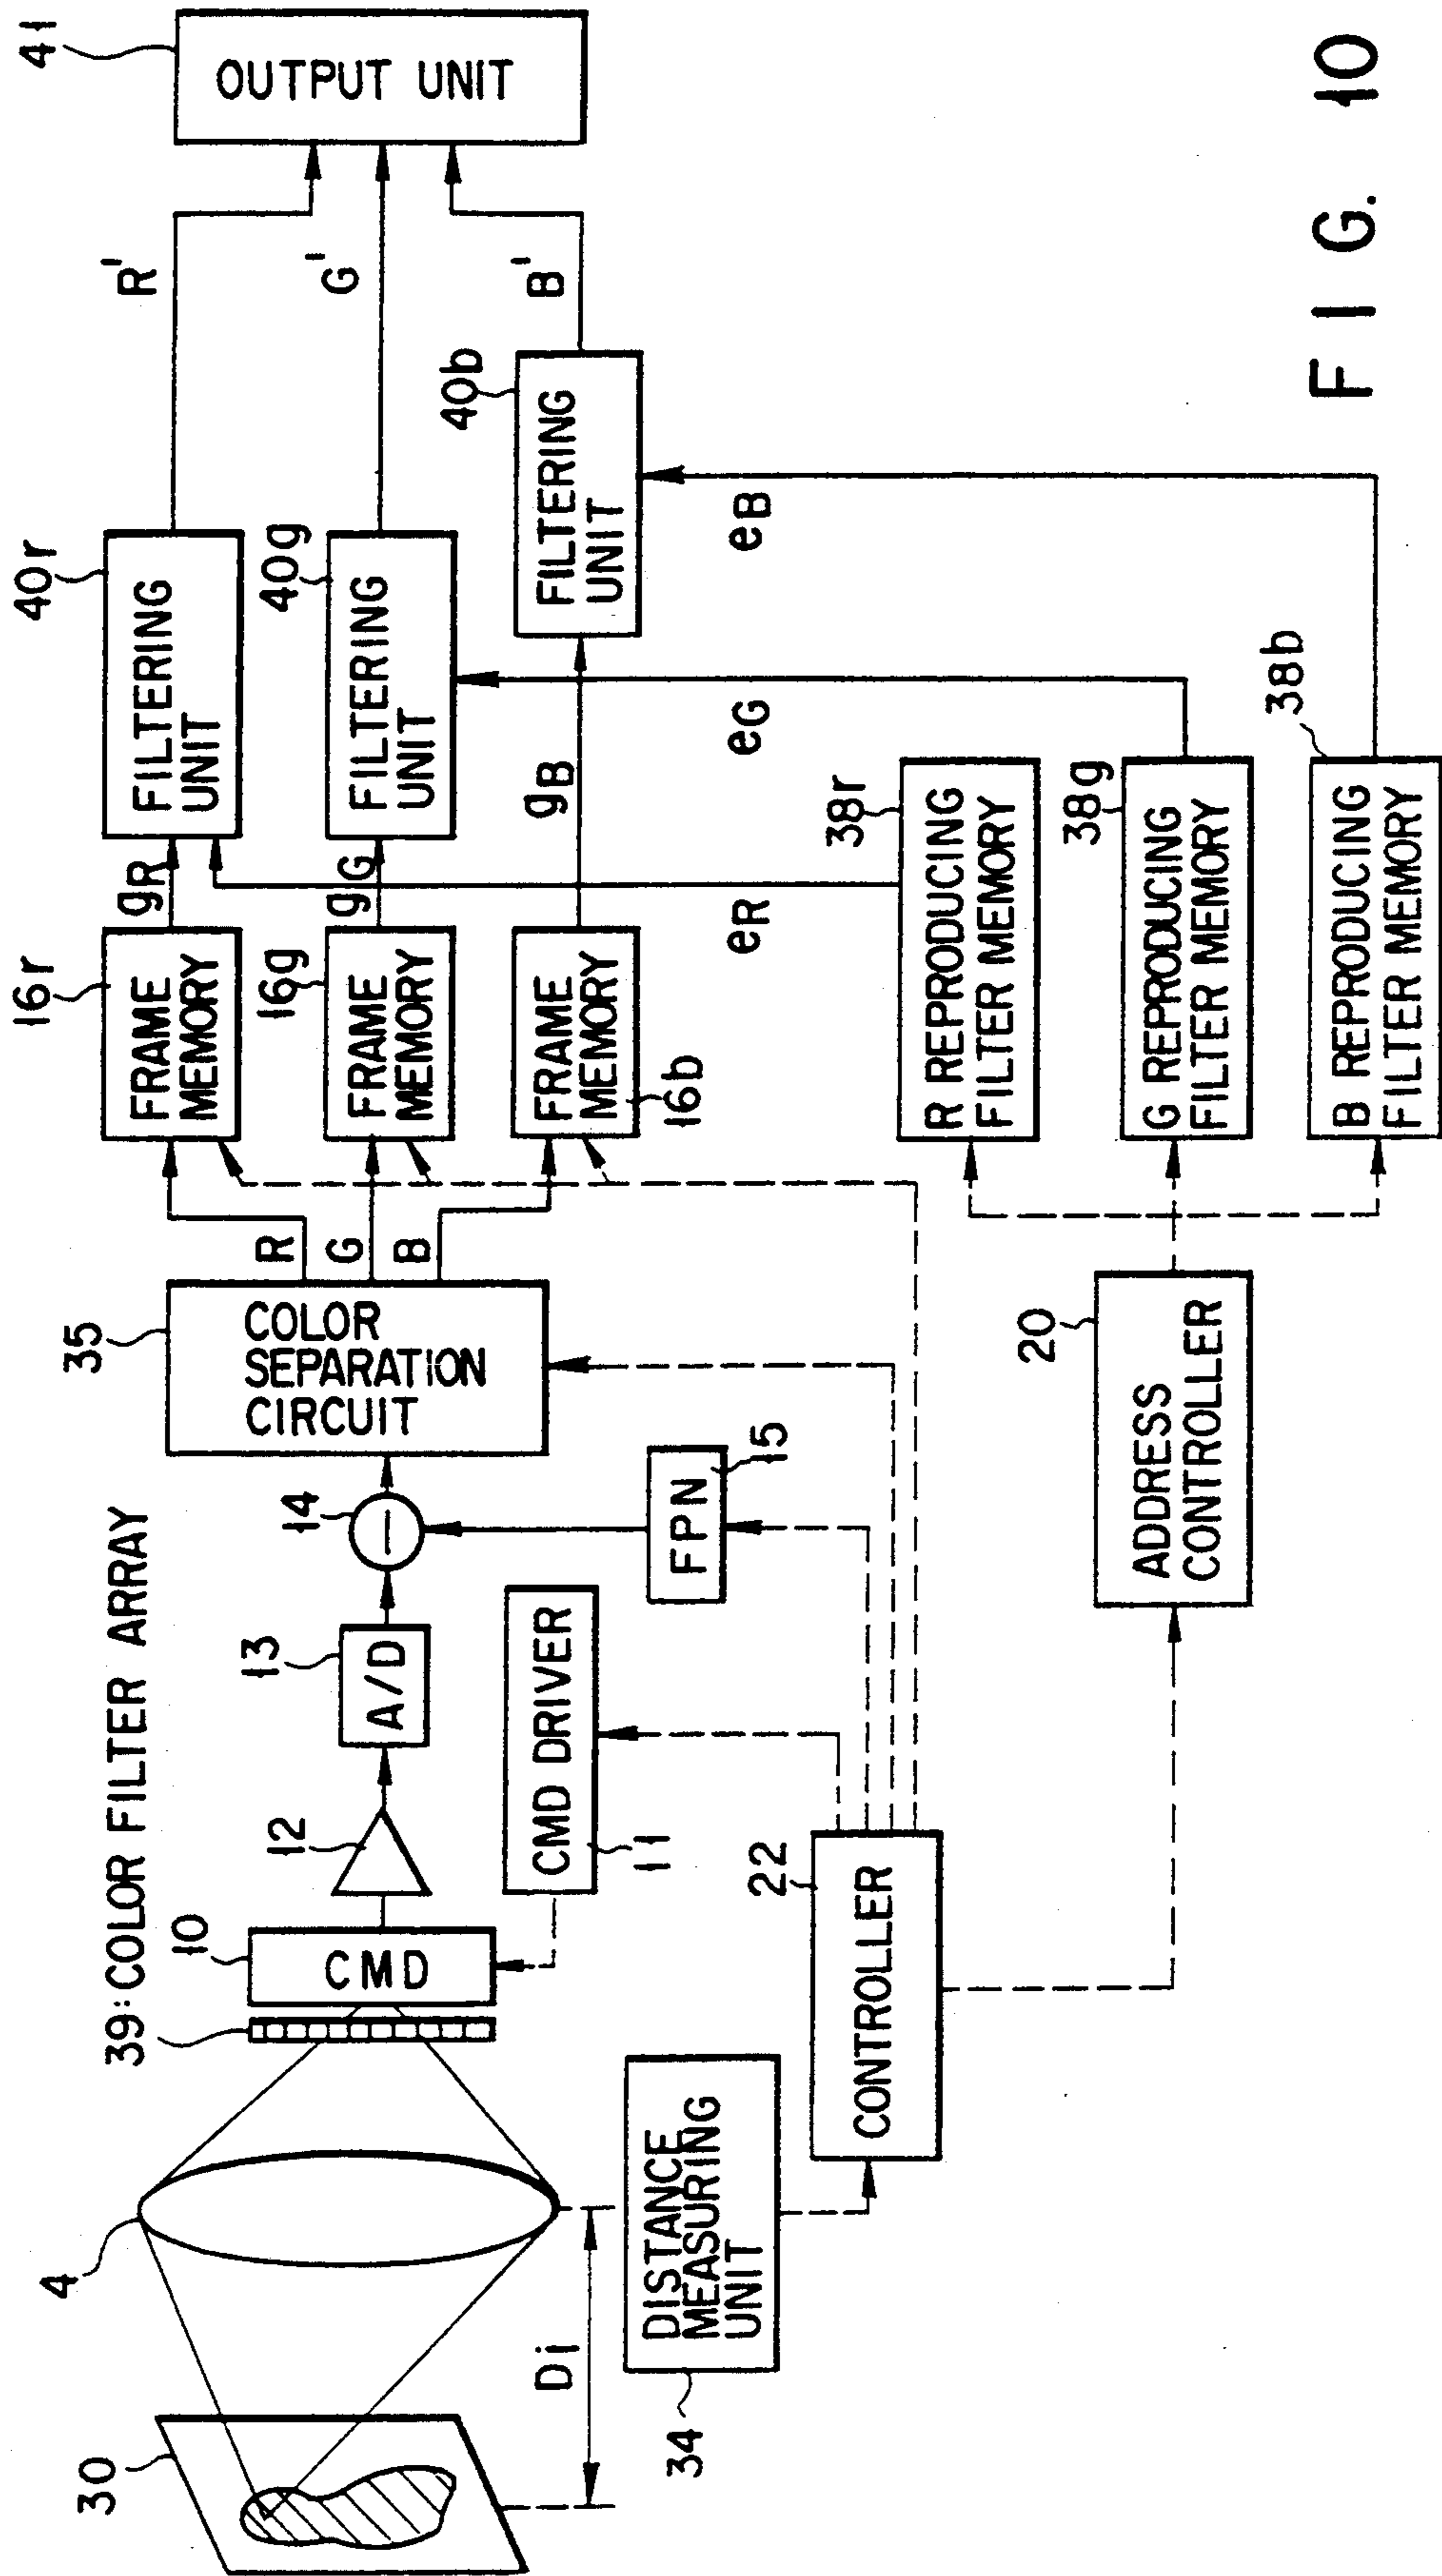 30
4
Di
34
DISTANCE
MEASURING
UNIT
39:COLOR FILTER ARRAY
10
CMD
12
13
A/D
14
CMD DRIVER
11
FPN
15
22
CONTROLLER
20
ADDRESS
CONTROLLER
35
COLOR
SEPARATION
CIRCUIT
R
G
B
16r
FRAME
MEMORY
16g
FRAME
MEMORY
FRAME
MEMORY
16b
gR
gG
gB
40r
FILTERING
UNIT
40g
FILTERING
UNIT
40b
FILTERING
UNIT
eR
eG
eB
38r
R REPRODUCING
FILTER MEMORY
38g
G REPRODUCING
FILTER MEMORY
38b
B REPRODUCING
FILTER MEMORY
R'
G'
B'
41
OUTPUT UNIT
FIG. 10